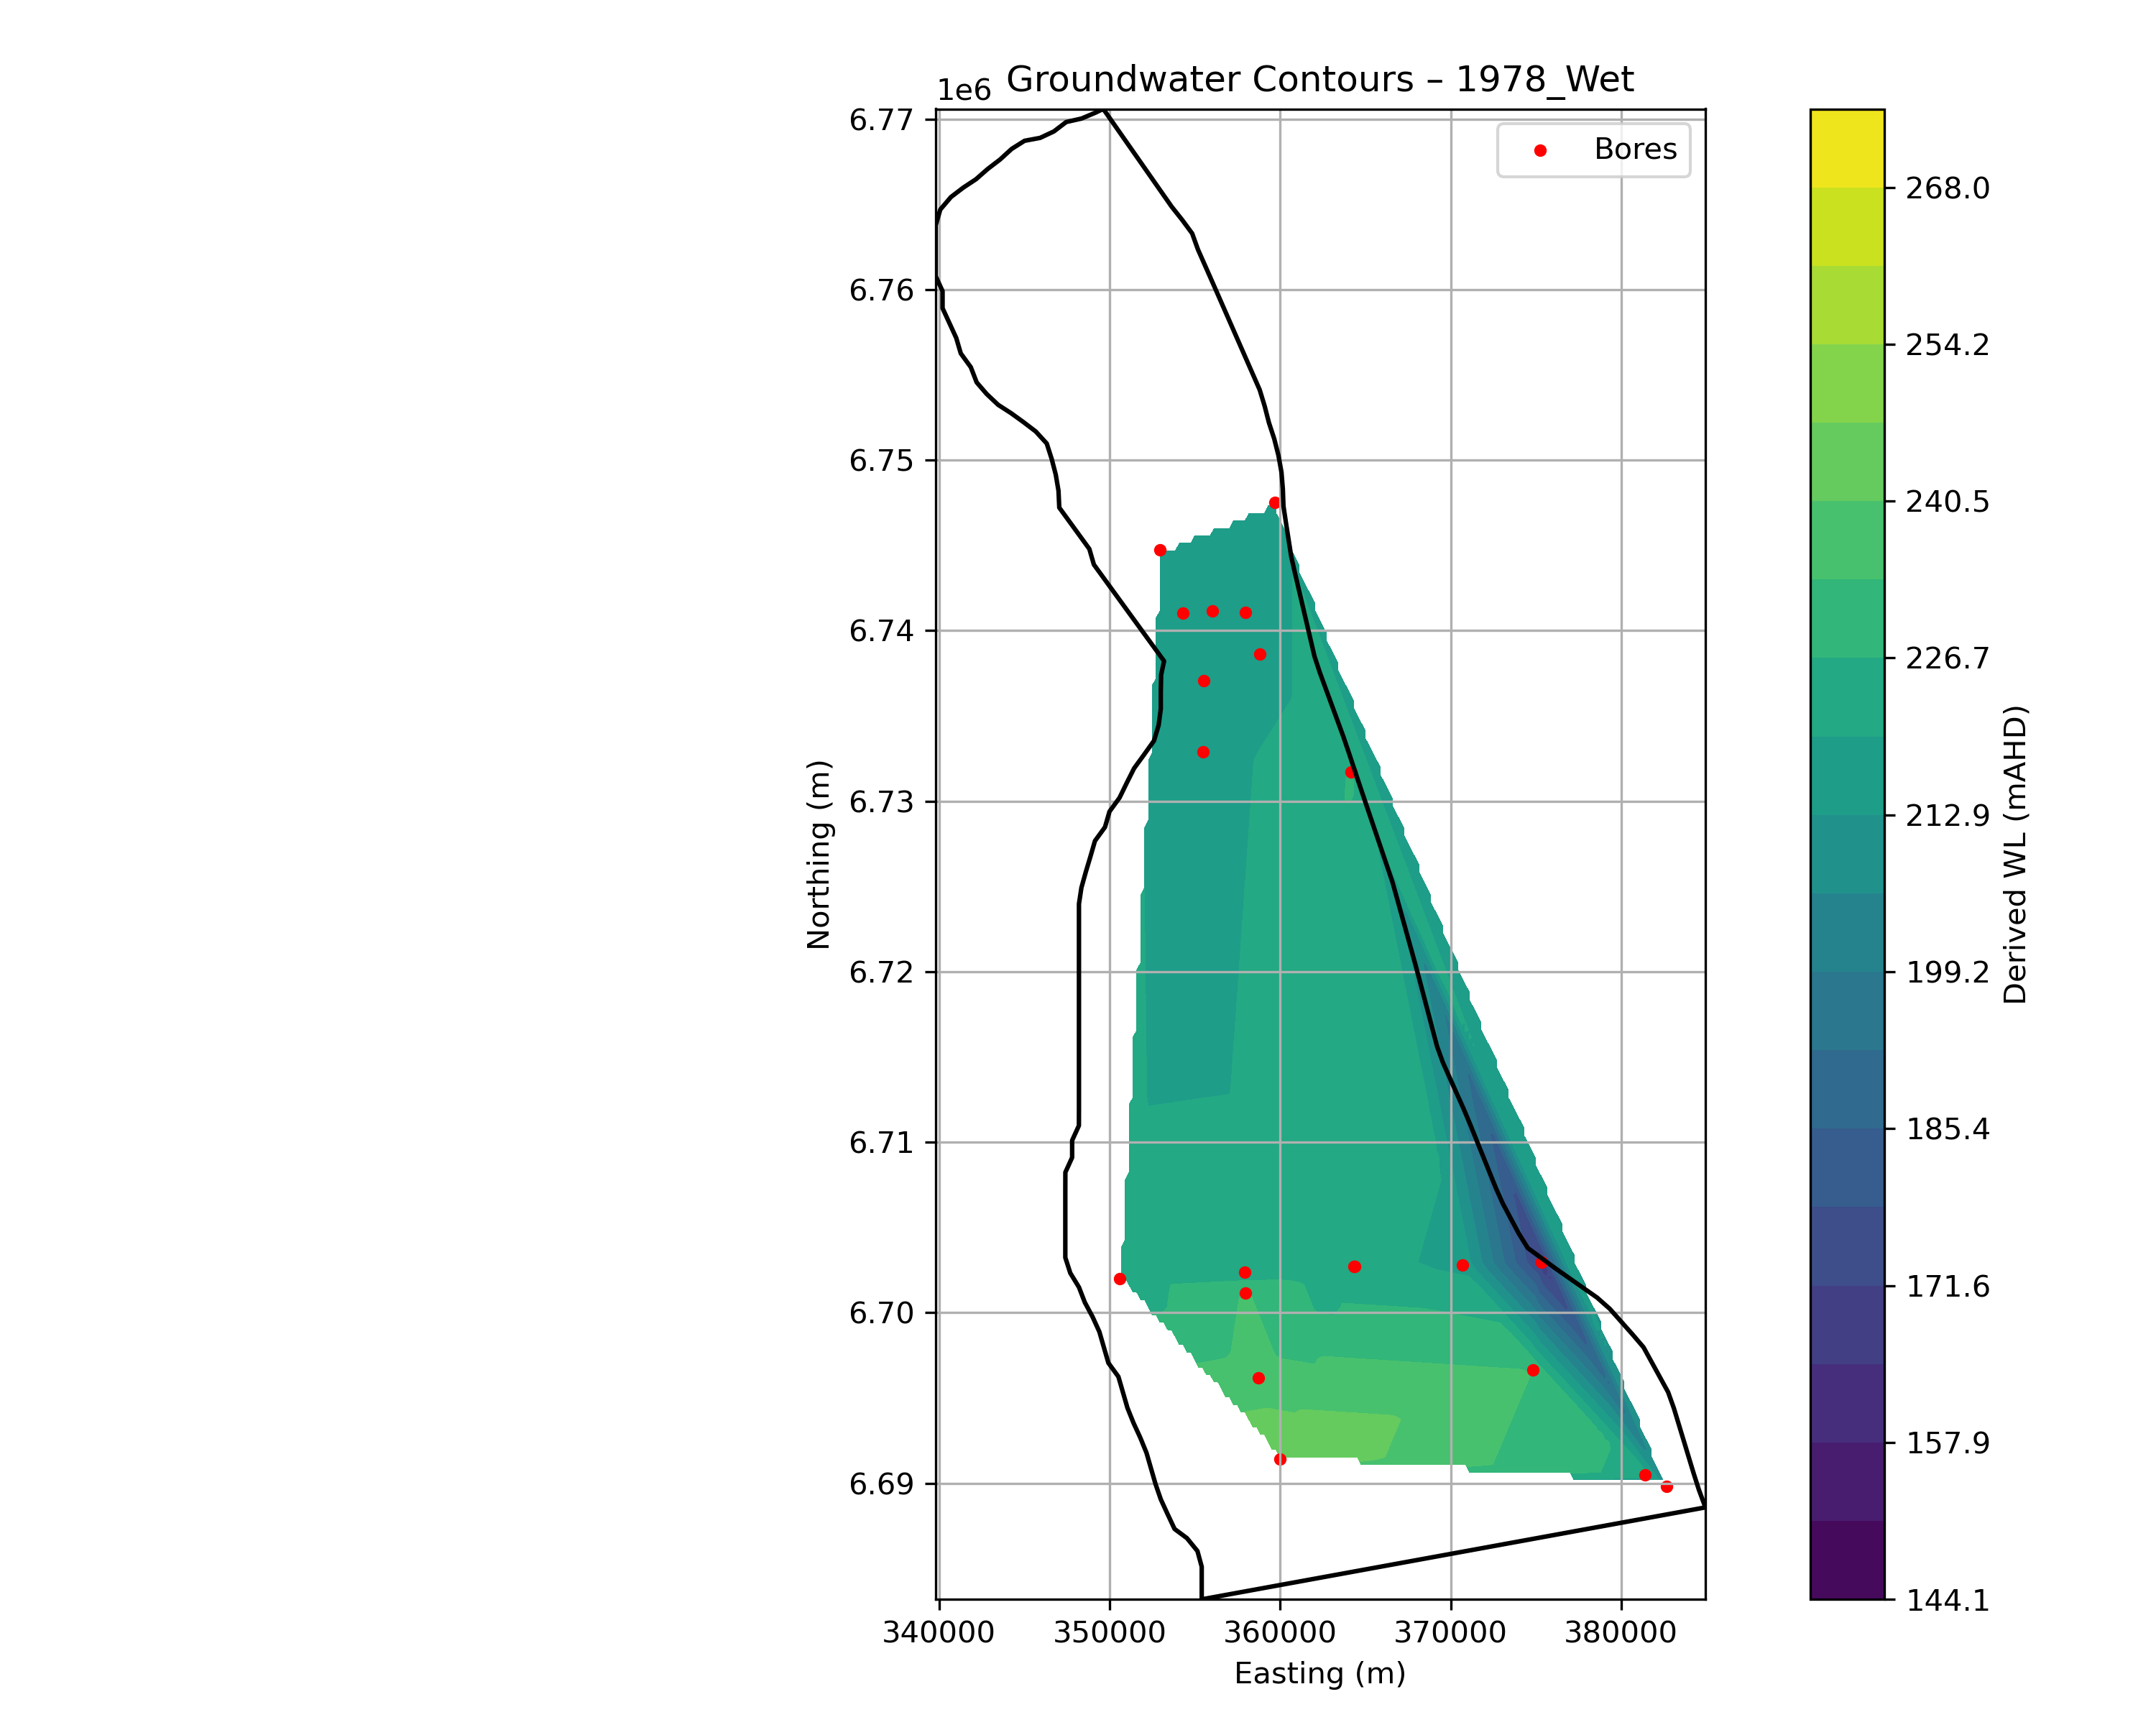 Groundwater Contours – 1978_Wet
1e6
Bores
6.77
6.76
6.75
6.74
6.73
6.72
6.71
6.70
6.69
Northing (m)
340000 350000 360000 370000 380000
Easting (m)
268.0
254.2
240.5
226.7
212.9
199.2
185.4
171.6
157.9
144.1
Derived WL (mAHD)